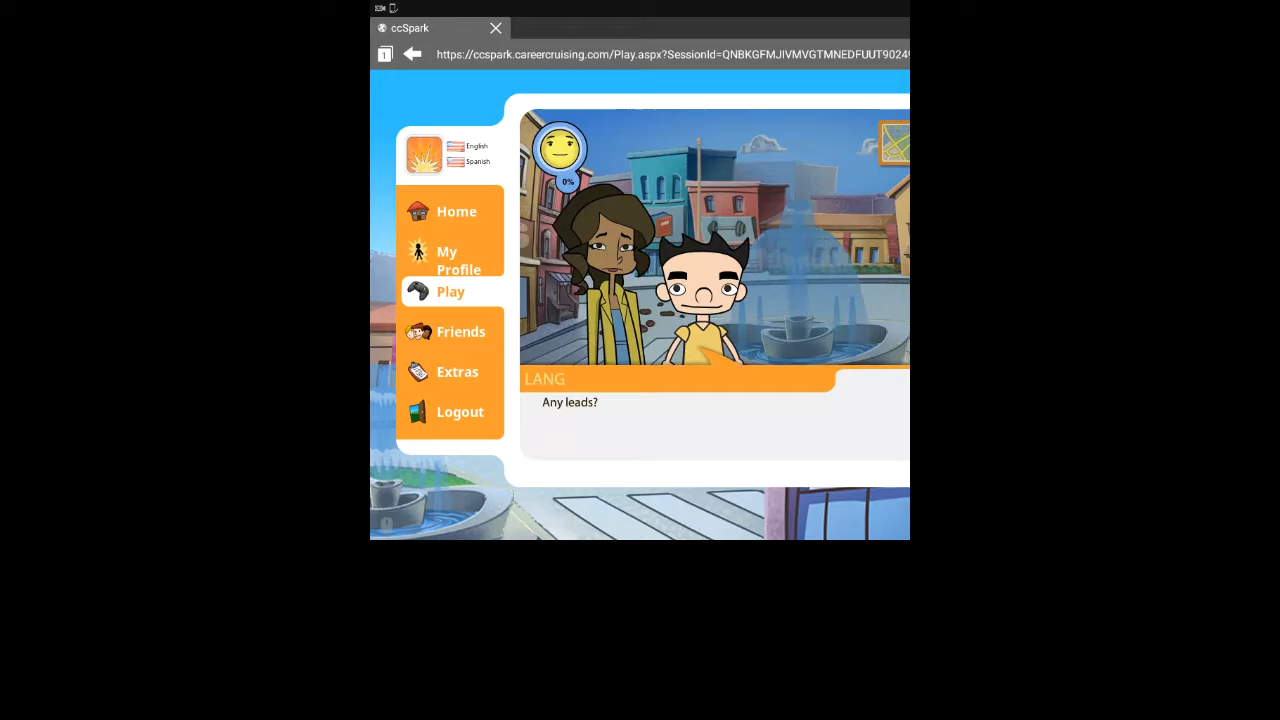 ccSpark
1
https://ccspark.careercruising.com/Play.aspx?SessionId=QNBKGFMJIVMVGTMNEDFUUT9024
English
Spanish
0%
Home
My
Profile
Play
Friends
Extras
Logout
LANG
Any leads?